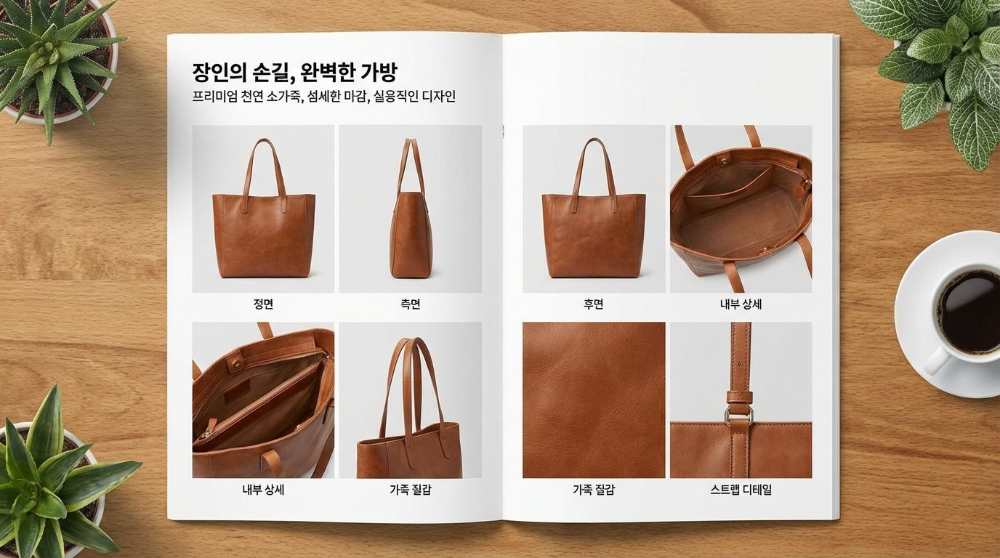 장인의 손길, 완벽한 가방
프리미엄 천연 소가죽, 섬세한 마감, 실용직인 디자인
정면
측면
내부 상세
가죽 질감
후면
내부 상세
가죽 질감
스트랩 디테일